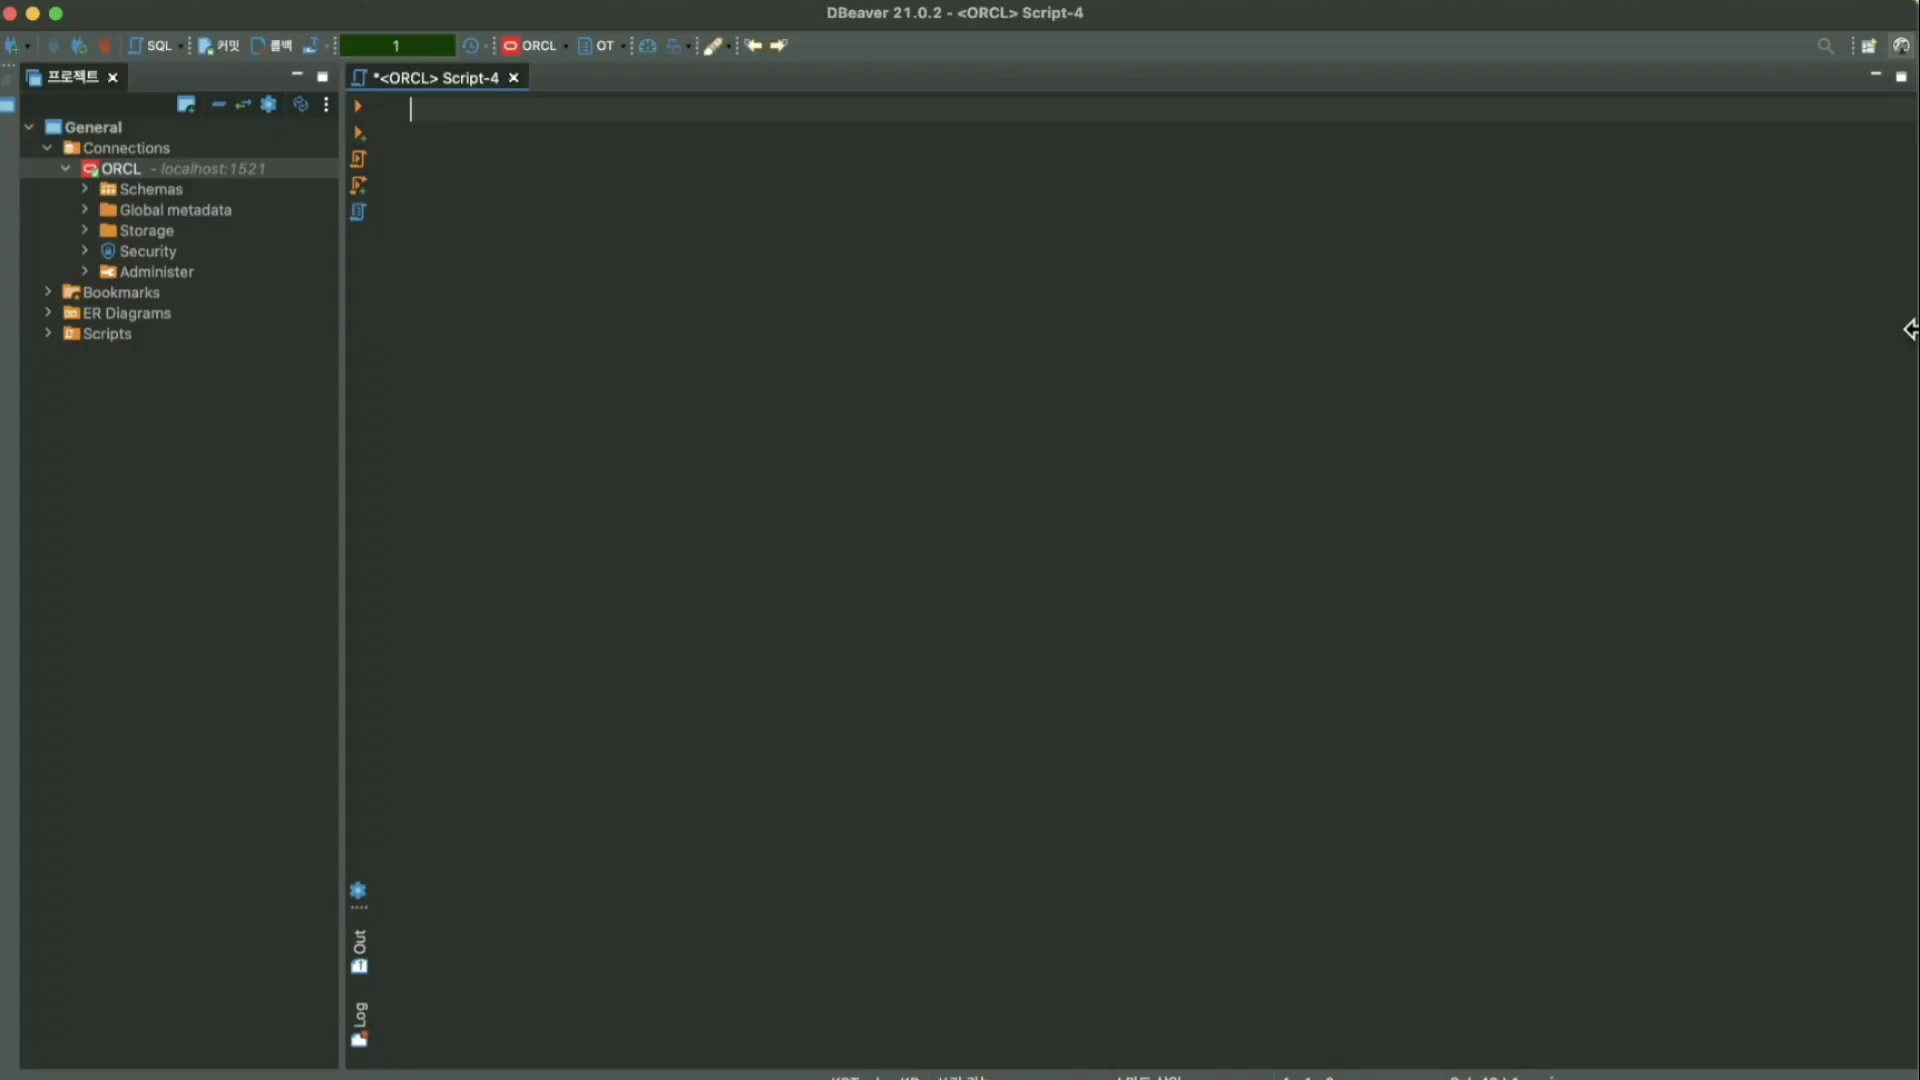 DBeaver 21.0.2 - <ORCL> Script-4
SQL 커밋 롤백 1 ORCL OT
프로젝트
*<ORCL> Script-4
General
Connections
ORCL - localhost:1521
Schemas
Global metadata
Storage
Security
Administer
Bookmarks
ER Diagrams
Scripts
Out
Log